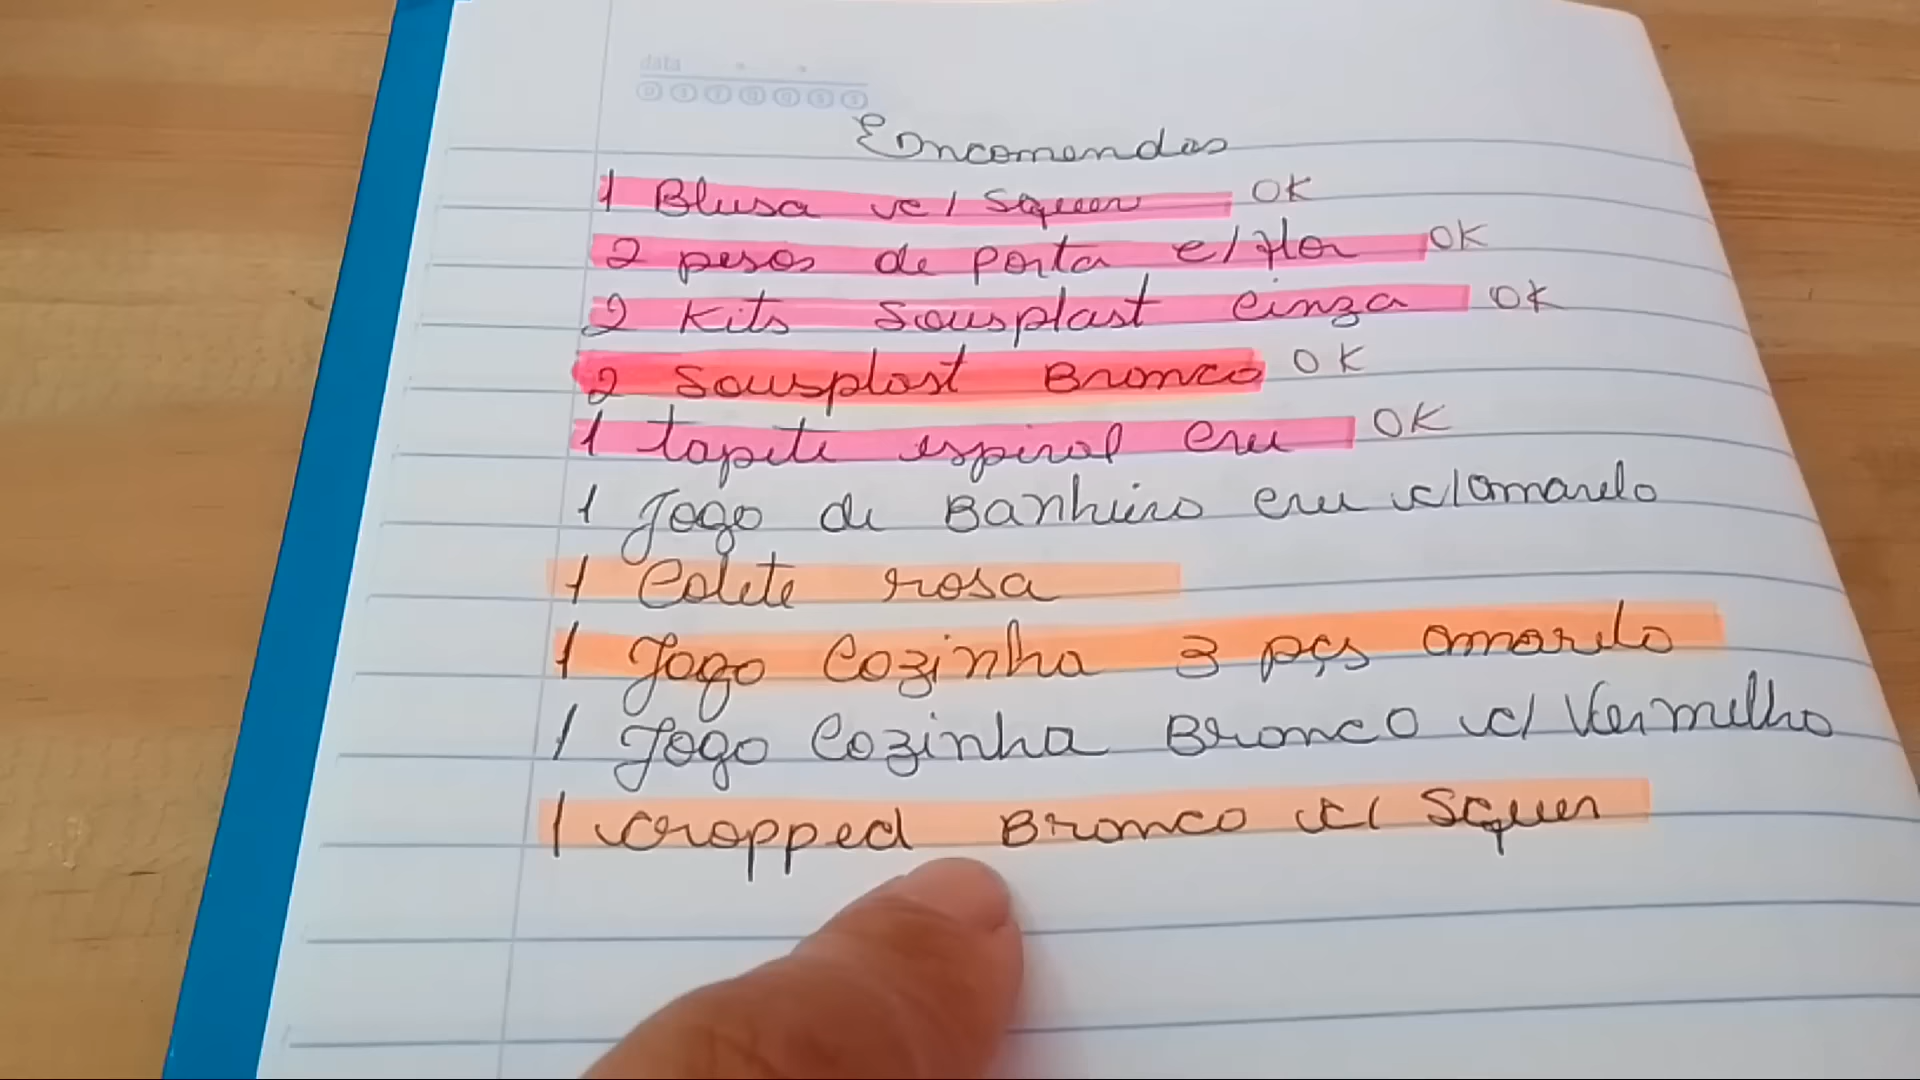 data
D S T Q Q S S
Encomendas
1 Blusa c/ Squer OK
2 pesos de porta c/ flor OK
2 Kits Sousplast cinza OK
2 Sousplast Branco OK
1 tapete espiral cru OK
1 Jogo de Banheiro cru c/ amarelo
1 Colete rosa
1 Jogo Cozinha 3 pçs amarelo
1 Jogo Cozinha Branco c/ Vermelho
1 cropped Branco c/ Squer